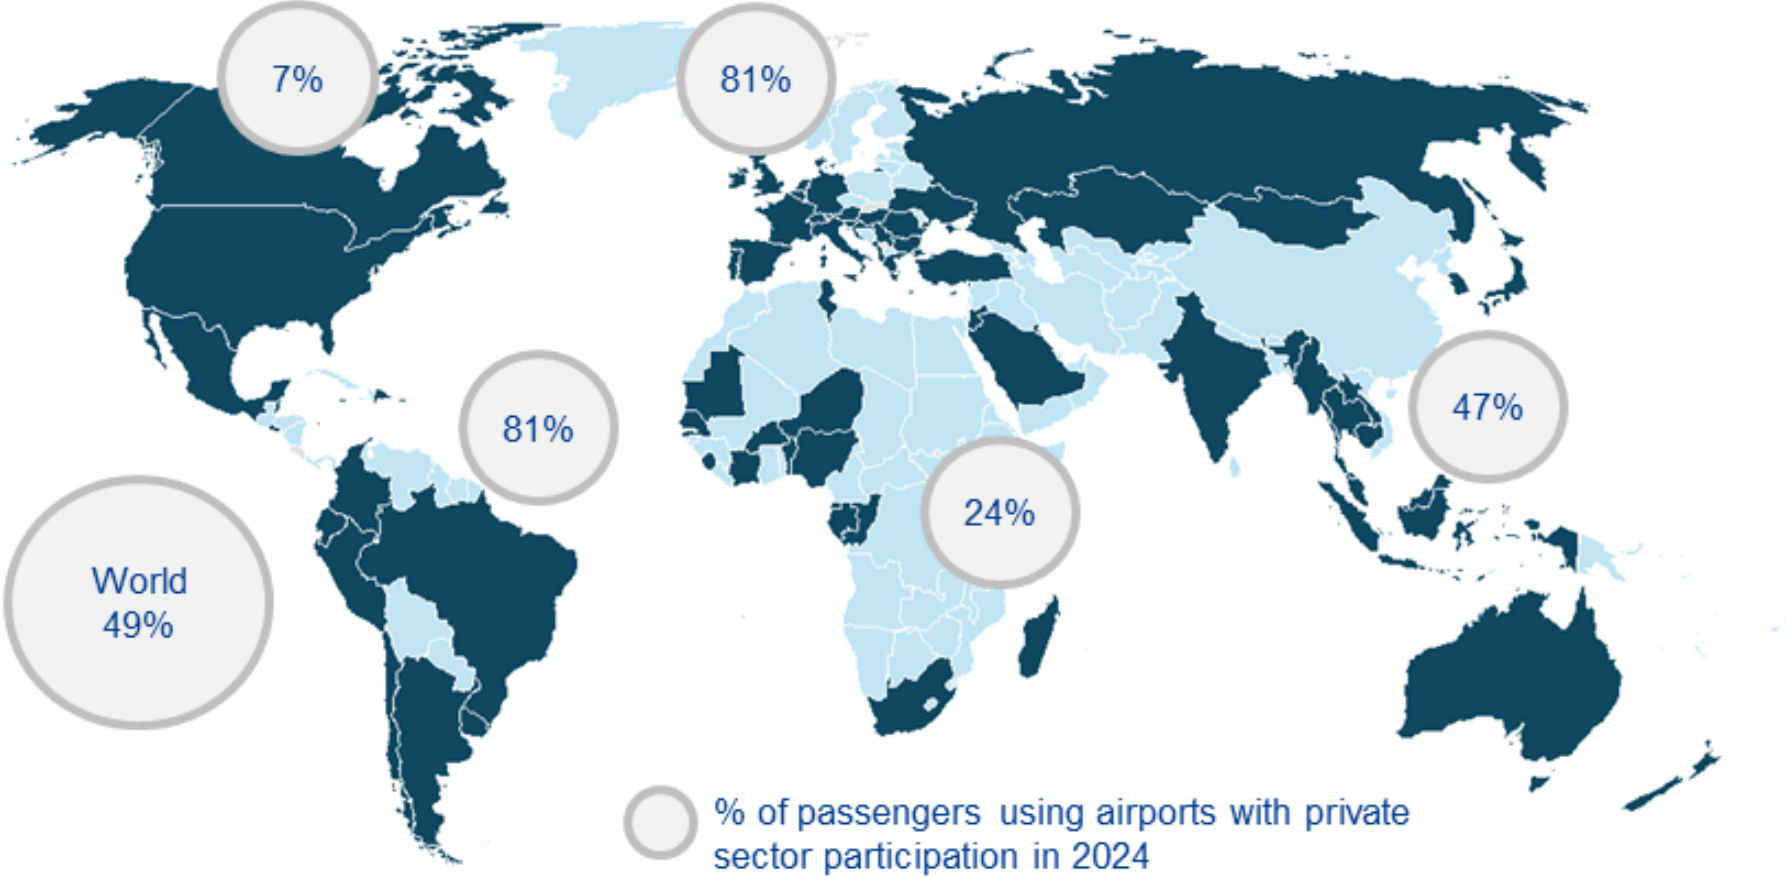 7%
81%
81%
47%
24%
World
49%
% of passengers using airports with private
sector participation in 2024